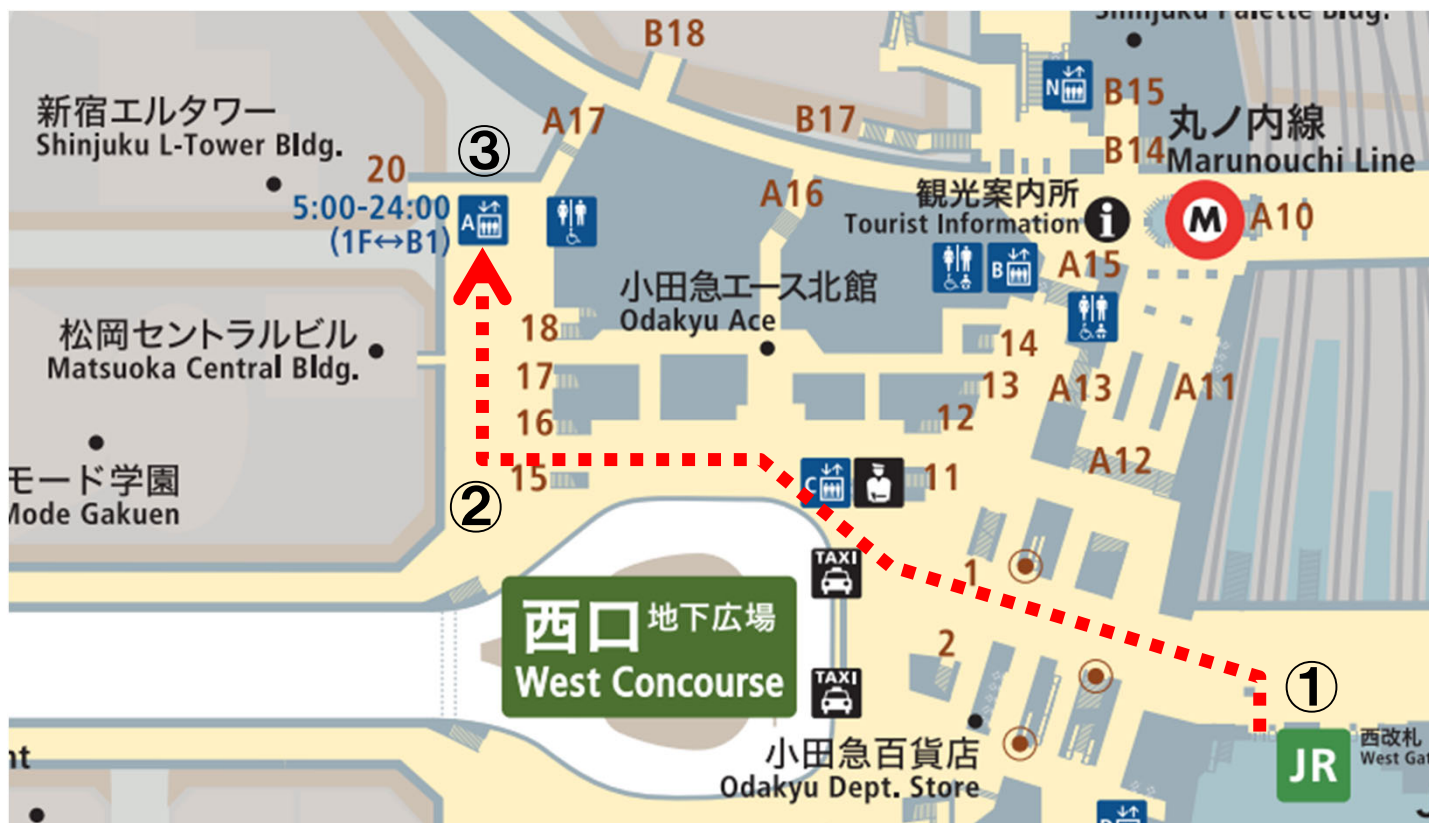 Shinjuku Palette Bldg.
B18
新宿エルタワー
Shinjuku L-Tower Bldg.
A17
B17
N
B15
丸ノ内線
Marunouchi Line
B14
③
20
5:00-24:00
(1F↔B1)
A
A16
観光案内所
Tourist Information
i
M
A10
B
A15
小田急エース北館
Odakyu Ace
松岡セントラルビル
Matsuoka Central Bldg.
18
17
16
14
13
12
A13
A11
A12
モード学園
Mode Gakuen
15
②
C
11
TAXI
1
西口 地下広場
West Concourse
2
TAXI
①
小田急百貨店
Odakyu Dept. Store
JR
西改札
West Gat
nt